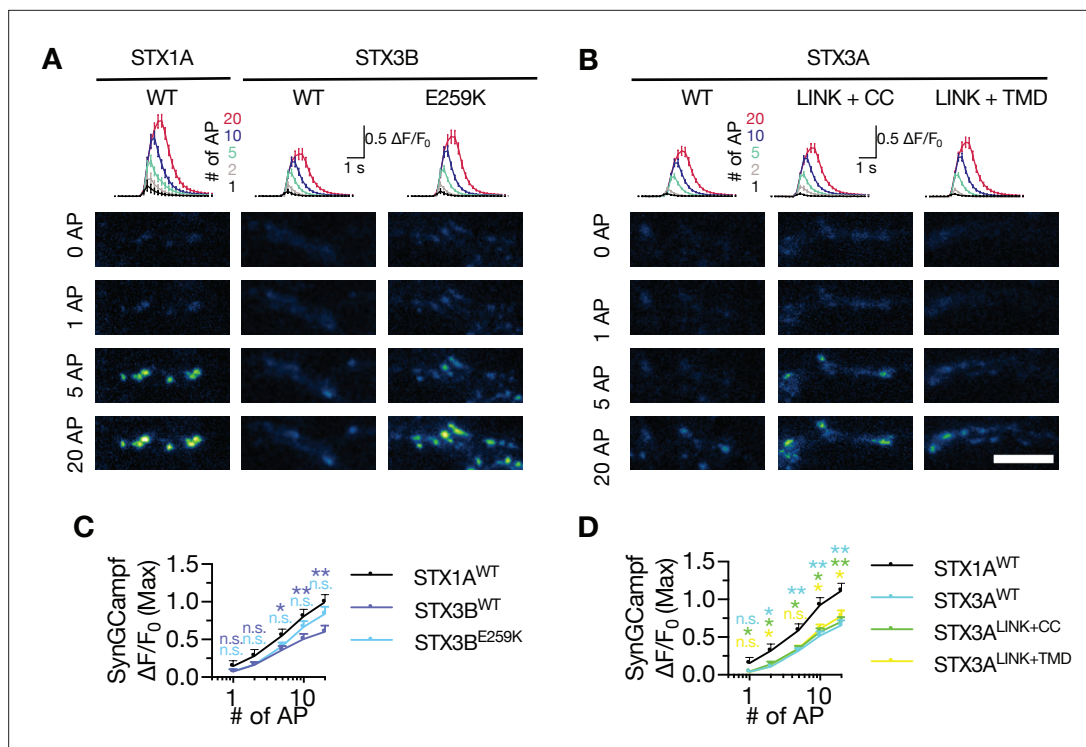 A
STX1A STX3B
WT WT E259K
# of AP
20
10
5
2
1
0.5 ΔF/F0
1 s
0 AP
1 AP
5 AP
20 AP
B
STX3A
WT LINK + CC LINK + TMD
# of AP
20
10
5
2
1
0.5 ΔF/F0
1 s
0 AP
1 AP
5 AP
20 AP
C
SynGCampf
ΔF/F0 (Max)
1.5
1.0
0.5
0.0
1 10
# of AP
n.s.
n.s.
n.s.
n.s.
*
n.s.
**
n.s.
**
n.s.
STX1AWT
STX3BWT
STX3BE259K
D
SynGCampf
ΔF/F0 (Max)
1.5
1.0
0.5
0.0
1 10
# of AP
n.s.
*
n.s.
*
*
*
**
*
n.s.
**
*
*
**
**
*
STX1AWT
STX3AWT
STX3ALINK+CC
STX3ALINK+TMD